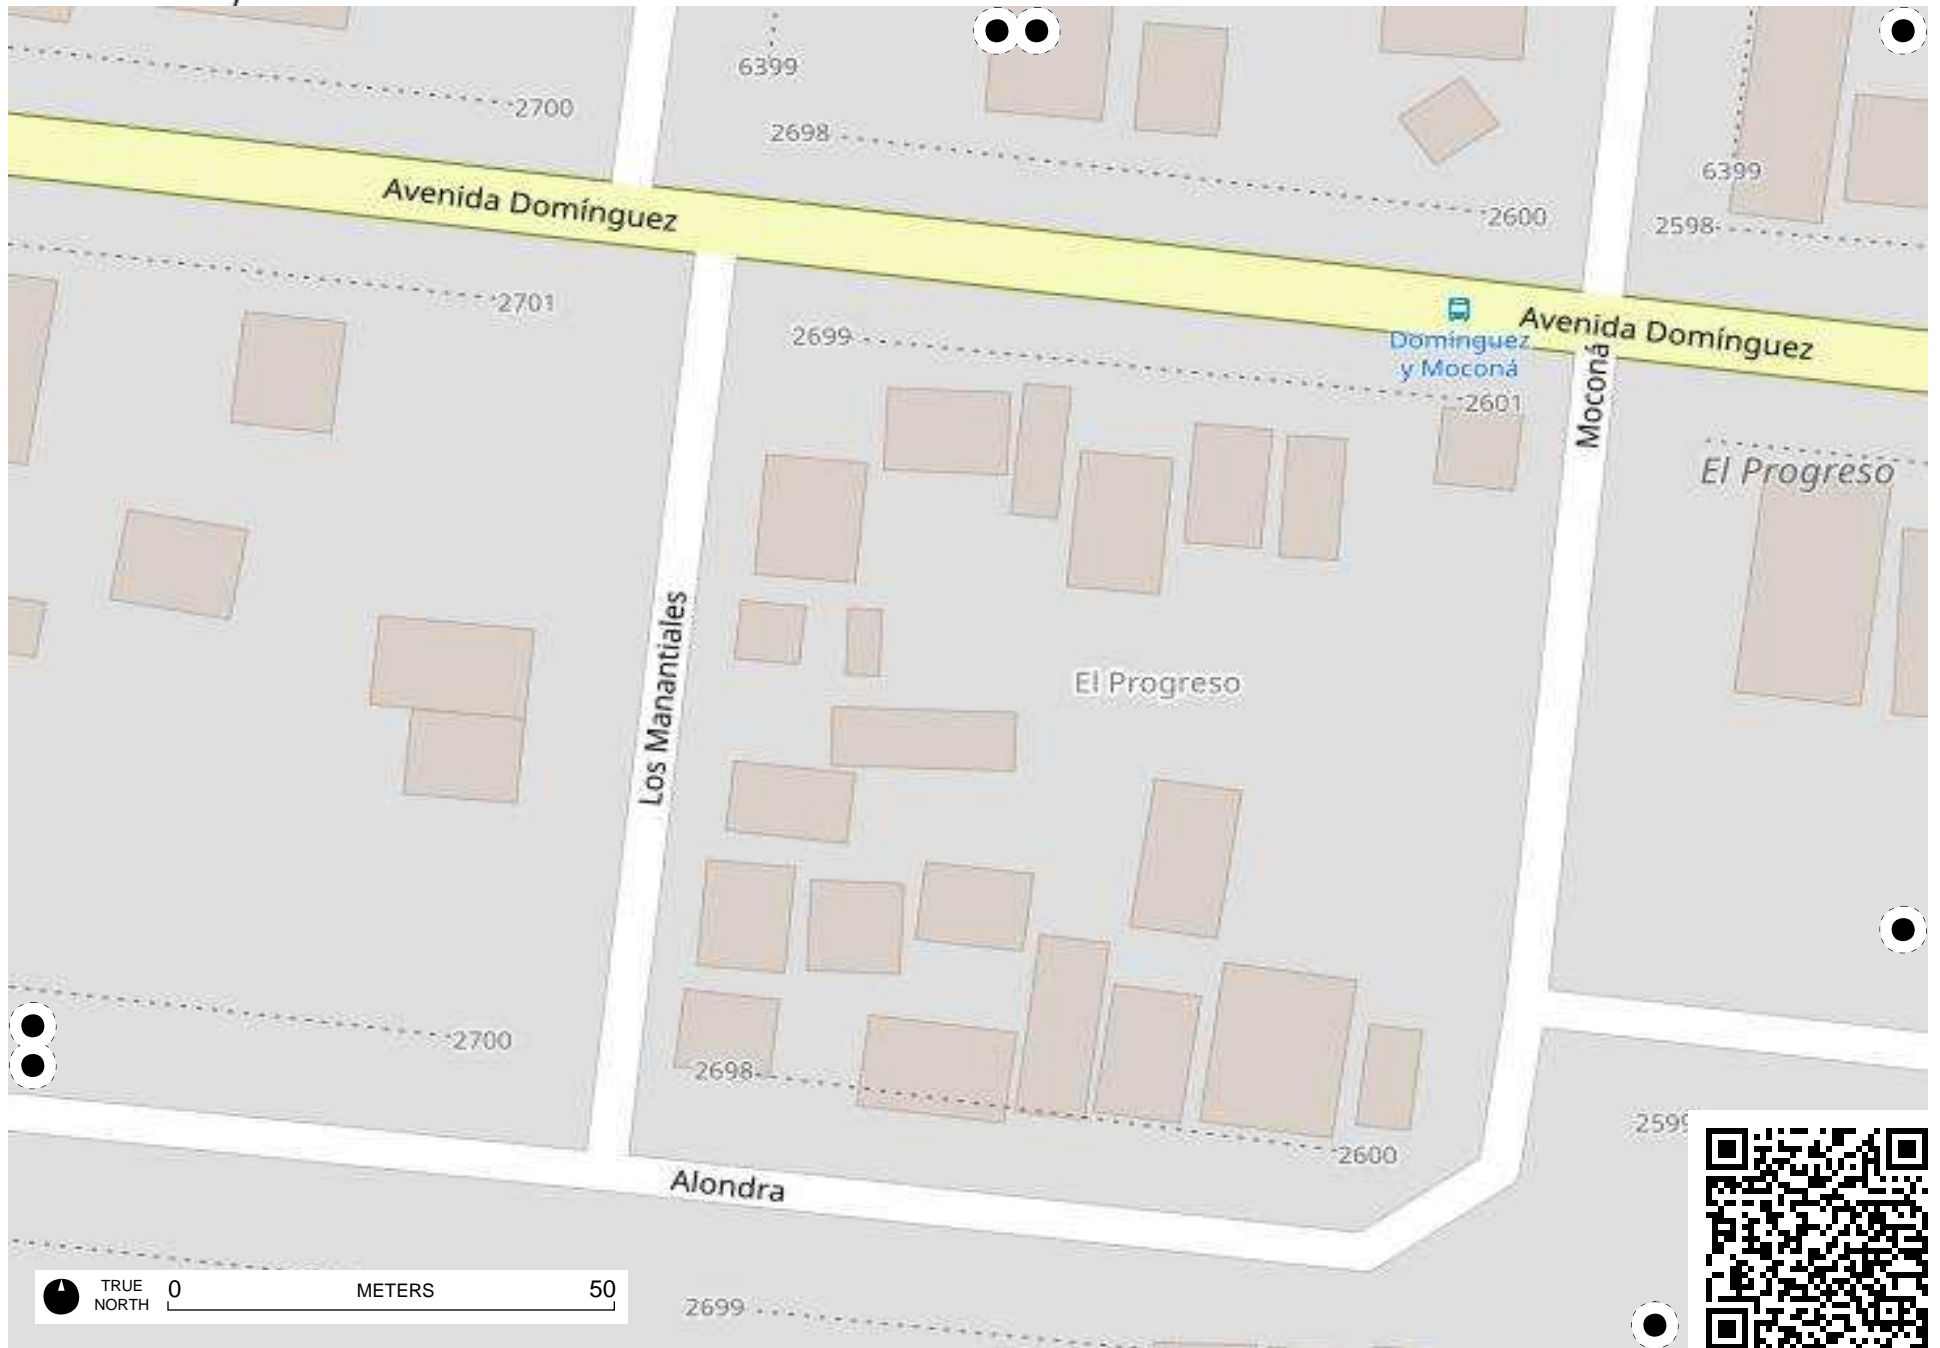 6399
2700
2698
6399
Avenida Domínguez
2600
2598
2701
2699
Domínguez
y Moconá
Avenida Domínguez
Moconá
2601
El Progreso
Los Manantiales
El Progreso
2700
2698
2599
2600
Alondra
TRUE
NORTH
0 METERS 50
2699